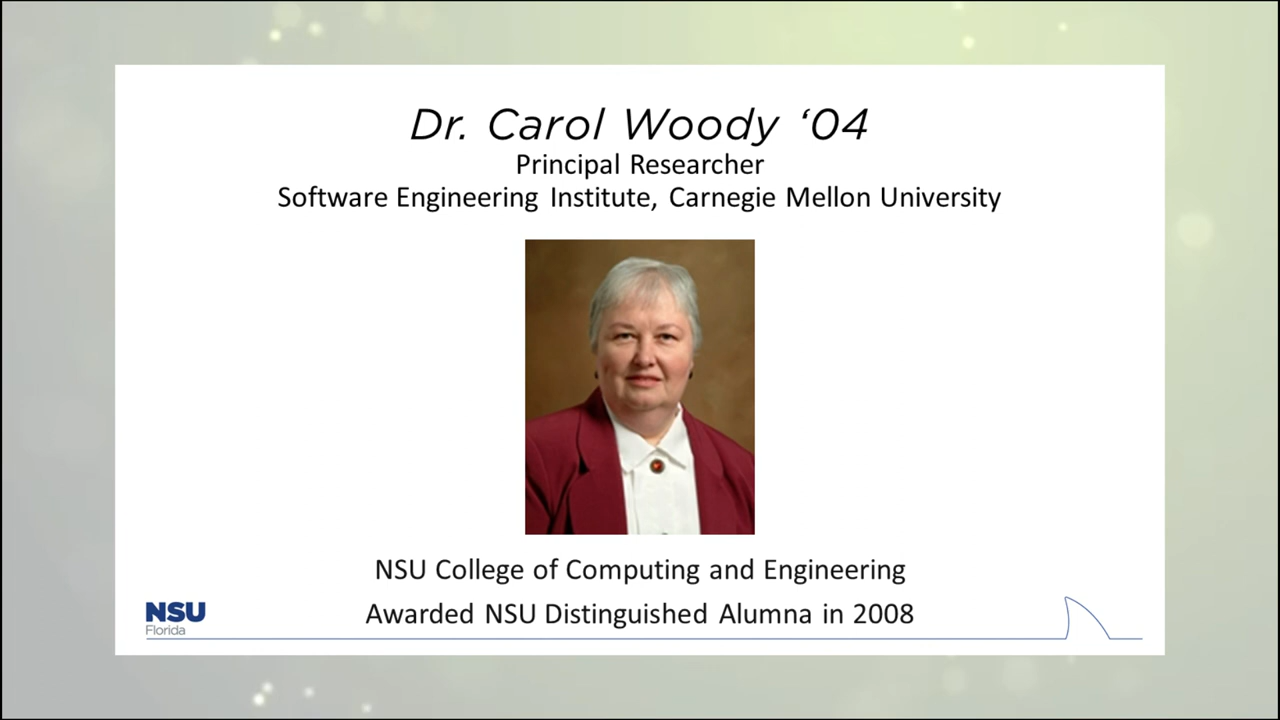 Dr. Carol Woody ‘04
Principal Researcher
Software Engineering Institute, Carnegie Mellon University
NSU College of Computing and Engineering
Awarded NSU Distinguished Alumna in 2008
NSU
Florida